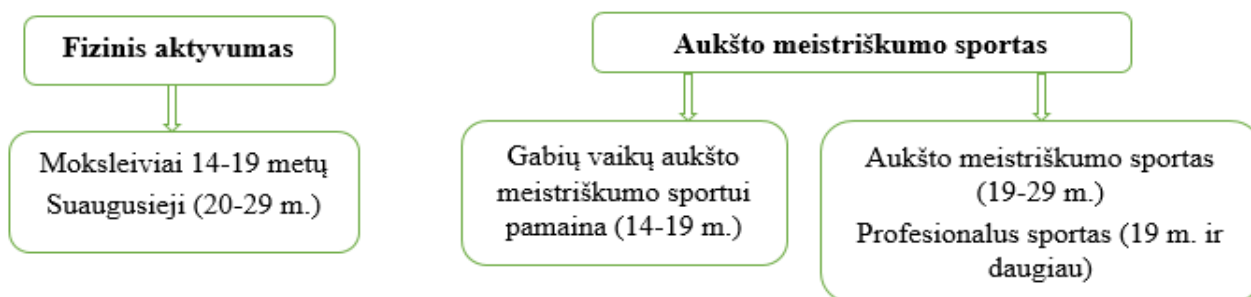 Fizinis aktyvumas
Moksleiviai 14-19 metų
Suaugusieji (20-29 m.)
Aukšto meistriškumo sportas
Gabių vaikų aukšto
meistriškumo sportui
pamaina (14-19 m.)
Aukšto meistriškumo sportas
(19-29 m.)
Profesionalus sportas (19 m. ir
daugiau)